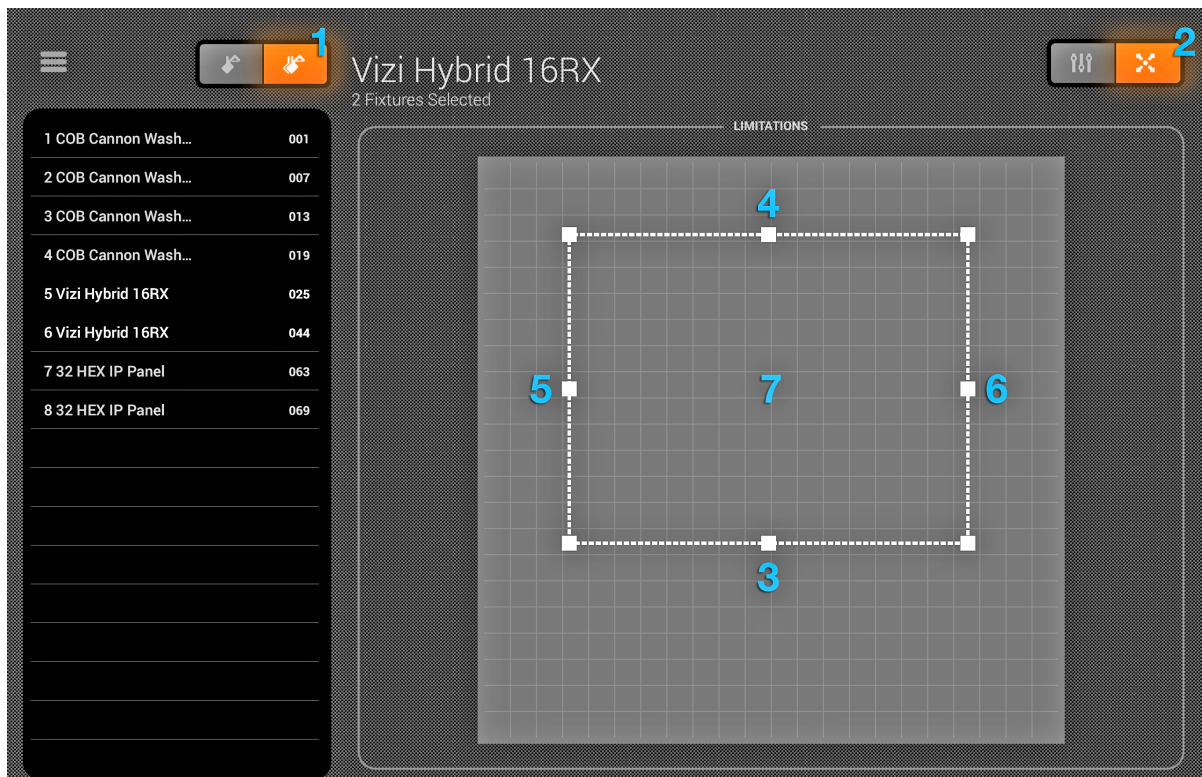 1
2
Vizi Hybrid 16RX
2 Fixtures Selected
1 COB Cannon Wash... 001
2 COB Cannon Wash... 007
3 COB Cannon Wash... 013
4 COB Cannon Wash... 019
5 Vizi Hybrid 16RX 025
6 Vizi Hybrid 16RX 044
7 32 HEX IP Panel 063
8 32 HEX IP Panel 069
LIMITATIONS
4
5
7
6
3